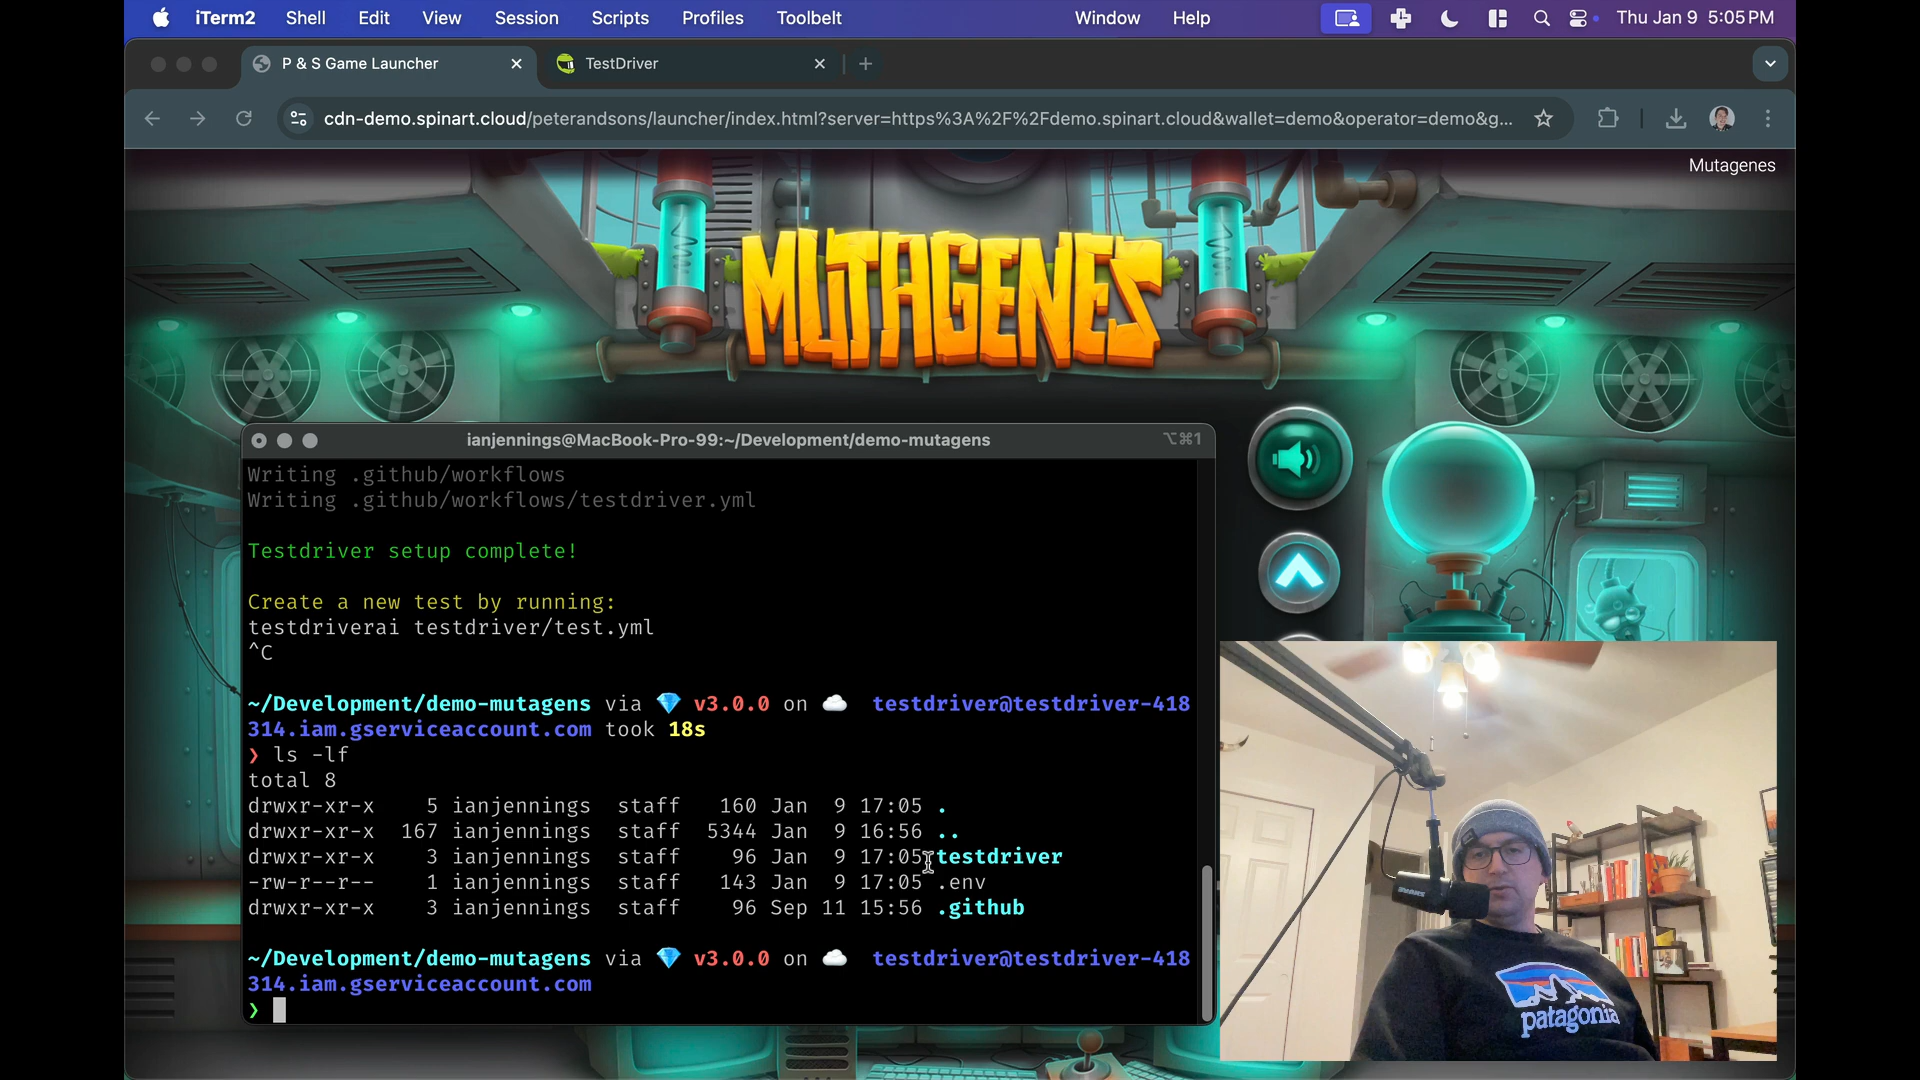 iTerm2 Shell Edit View Session Scripts Profiles Toolbelt Window Help Thu Jan 9 5:05 PM
P & S Game Launcher TestDriver
cdn-demo.spinart.cloud/peterandsons/launcher/index.html?server=https%3A%2F%2Fdemo.spinart.cloud&wallet=demo&operator=demo&g...
Mutagenes
MUTAGENES
ianjennings@MacBook-Pro-99:~/Development/demo-mutagens ⌥⌘1
Writing .github/workflows
Writing .github/workflows/testdriver.yml
Testdriver setup complete!
Create a new test by running:
testdriverai testdriver/test.yml
^C
~/Development/demo-mutagens via 💎 v3.0.0 on ☁️ testdriver@testdriver-418
314.iam.gserviceaccount.com took 18s
❯ ls -lf
total 8
drwxr-xr-x 5 ianjennings staff 160 Jan 9 17:05 .
drwxr-xr-x 167 ianjennings staff 5344 Jan 9 16:56 ..
drwxr-xr-x 3 ianjennings staff 96 Jan 9 17:05 testdriver
-rw-r--r-- 1 ianjennings staff 143 Jan 9 17:05 .env
drwxr-xr-x 3 ianjennings staff 96 Sep 11 15:56 .github
~/Development/demo-mutagens via 💎 v3.0.0 on ☁️ testdriver@testdriver-418
314.iam.gserviceaccount.com
❯
patagonia